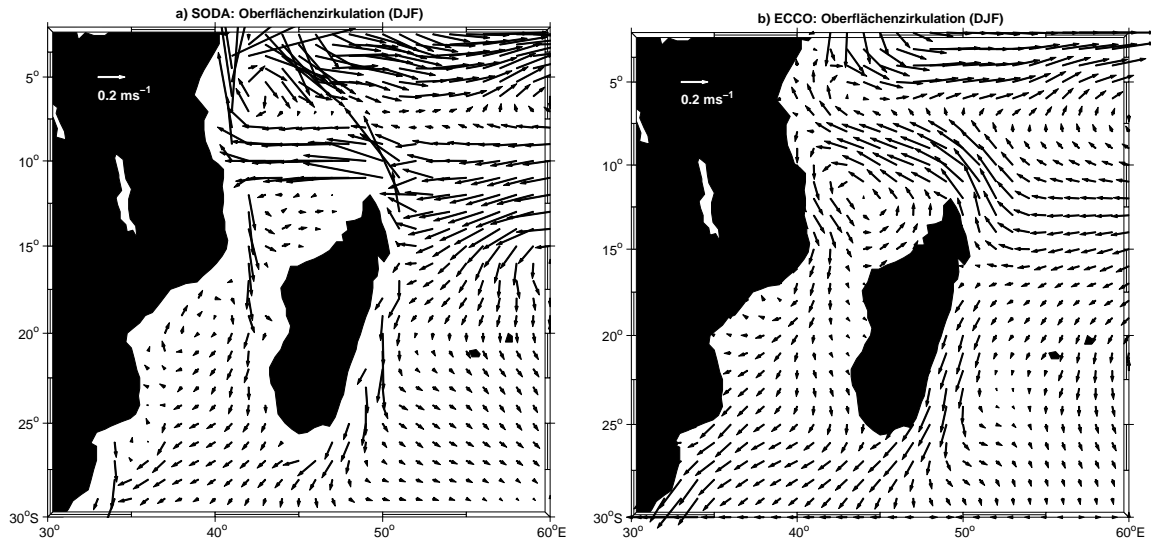 a) SODA: Oberflächenzirkulation (DJF)
5°
0.2 ms⁻¹
10°
15°
20°
25°
30°S
30° 40° 50° 60°E
b) ECCO: Oberflächenzirkulation (DJF)
5°
0.2 ms⁻¹
10°
15°
20°
25°
30°S
30° 40° 50° 60°E